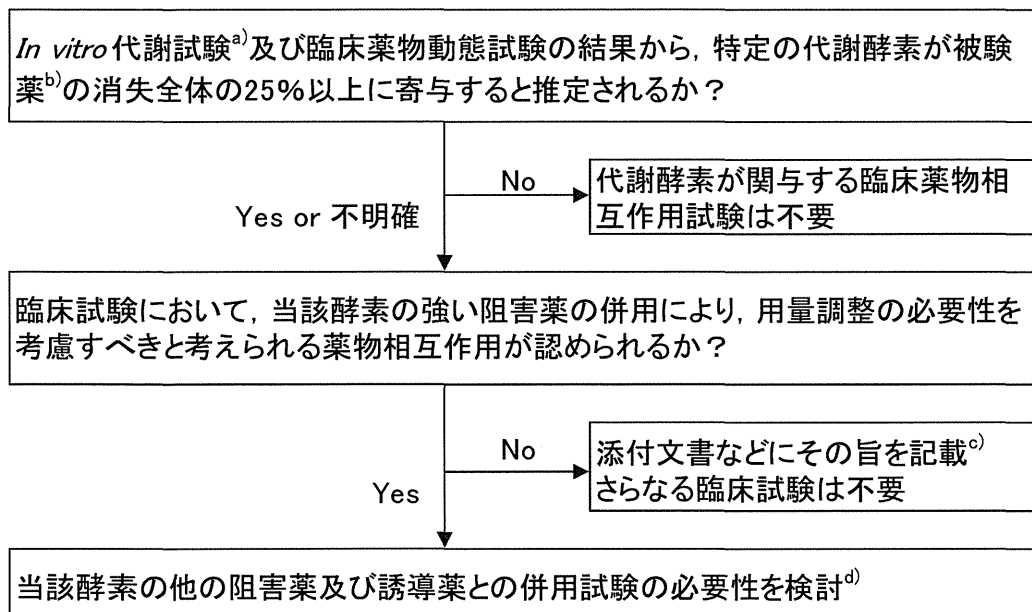 In vitro 代謝試験a)及び臨床薬物動態試験の結果から，特定の代謝酵素が被験
薬b)の消失全体の25%以上に寄与すると推定されるか？
No
代謝酵素が関与する臨床薬物相
互作用試験は不要
Yes or 不明確
臨床試験において，当該酵素の強い阻害薬の併用により，用量調整の必要性を
考慮すべきと考えられる薬物相互作用が認められるか？
No
添付文書などにその旨を記載c)
さらなる臨床試験は不要
Yes
当該酵素の他の阻害薬及び誘導薬との併用試験の必要性を検討d)